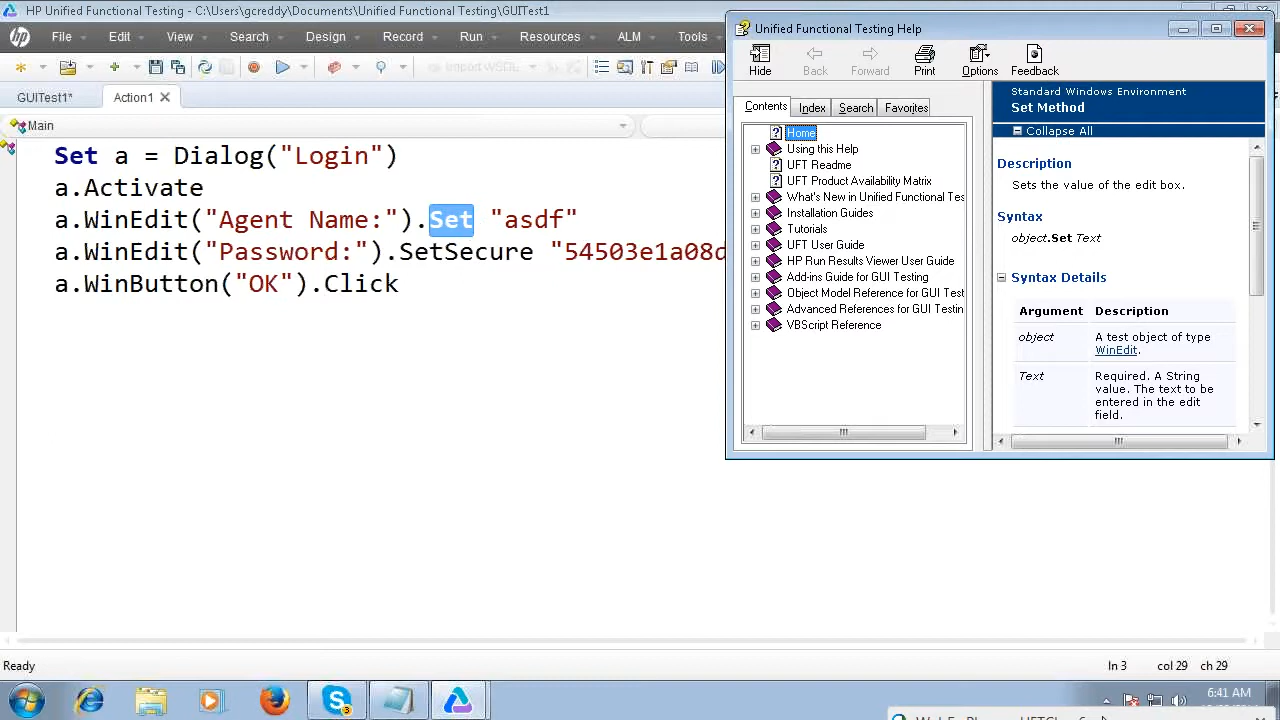 HP Unified Functional Testing - C:\Users\gcreddy\Documents\Unified Functional Testing\GUITest1
hp File Edit View Search Design Record Run Resources ALM Tools
Import WSDL
GUITest1* Action1
Main
Set a = Dialog("Login")
a.Activate
a.WinEdit("Agent Name:").Set "asdf"
a.WinEdit("Password:").SetSecure "54503e1a08d
a.WinButton("OK").Click
Unified Functional Testing Help
Hide Back Forward Print Options Feedback
Contents Index Search Favorites
Home
Using this Help
UFT Readme
UFT Product Availability Matrix
What's New in Unified Functional Tes
Installation Guides
Tutorials
UFT User Guide
HP Run Results Viewer User Guide
Add-ins Guide for GUI Testing
Object Model Reference for GUI Test
Advanced References for GUI Testin
VBScript Reference
Standard Windows Environment
Set Method
Collapse All
Description
Sets the value of the edit box.
Syntax
object.Set Text
Syntax Details
Argument Description
object A test object of type
WinEdit.
Text Required. A String
value. The text to
be entered in the edit
field.
Ready ln 3 col 29 ch 29
3
6:41 AM